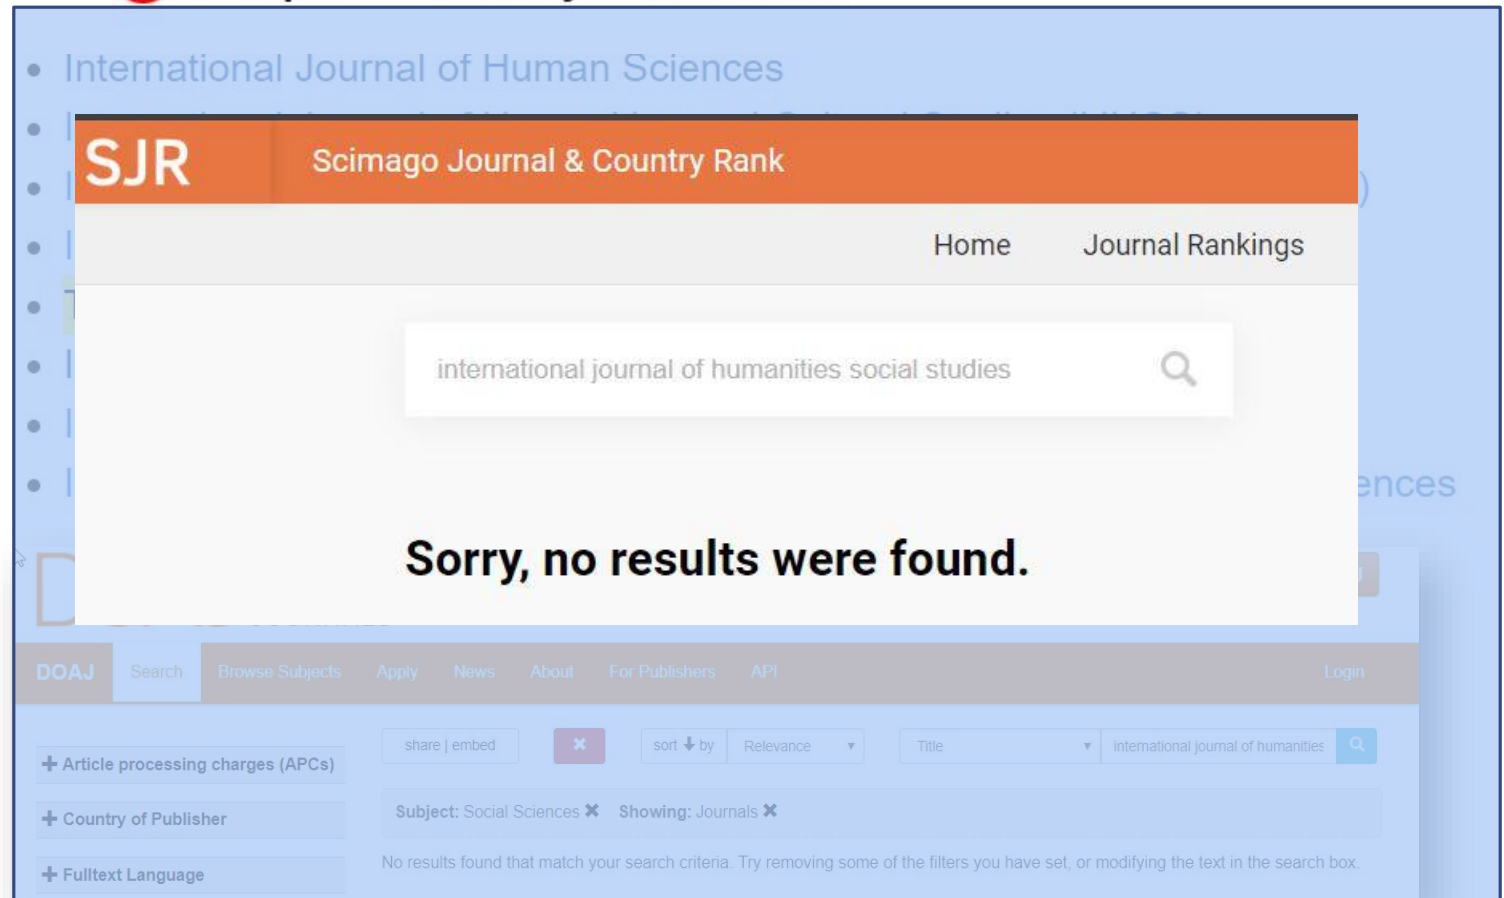 International Journal of Human Sciences
SJR Scimago Journal & Country Rank
)
Home Journal Rankings
international journal of humanities social studies
ences
Sorry, no results were found.
DOAJ Search Browse Subjects Apply News About For Publishers API Login
share | embed sort by Relevance Title international journal of humanities
Article processing charges (APCs)
Subject: Social Sciences Showing: Journals
Country of Publisher
No results found that match your search criteria. Try removing some of the filters you have set, or modifying the text in the search box.
Fulltext Language